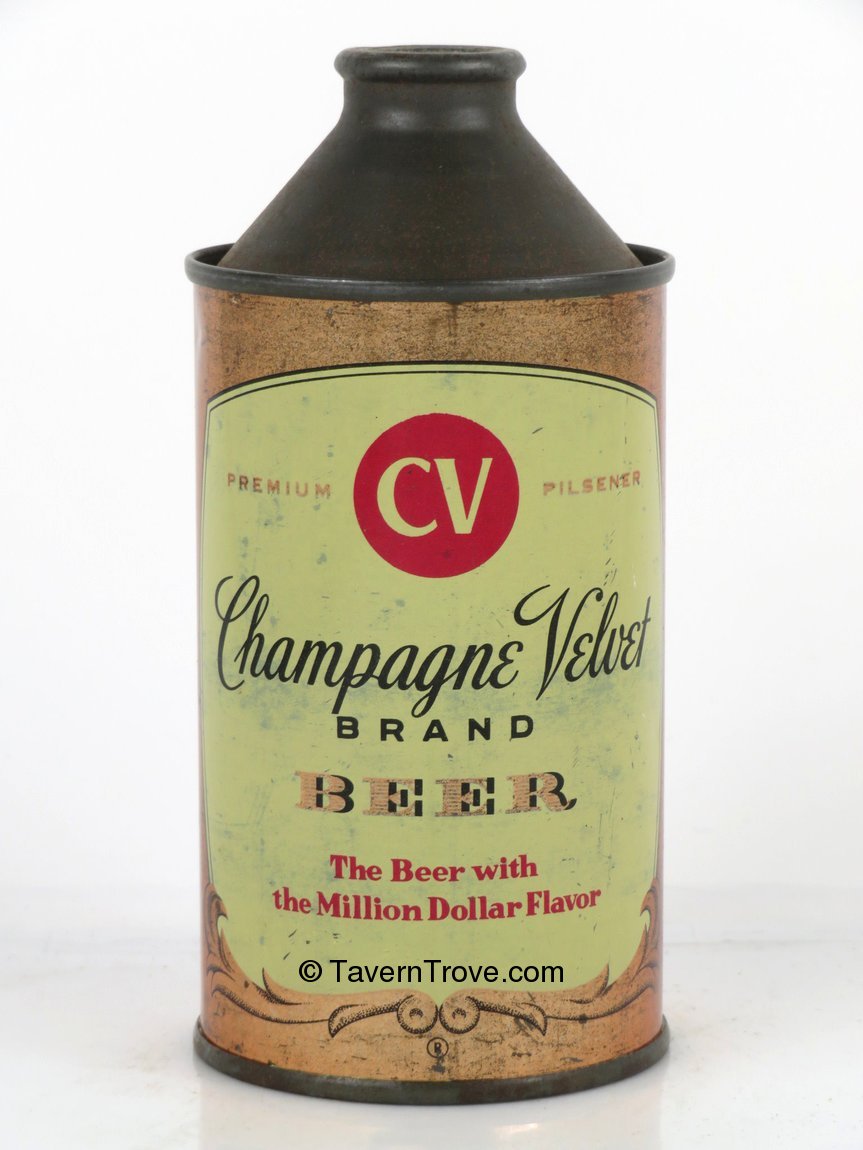 CV
PREMIUM PILSENER
Champagne Velvet
BRAND
BEER
The Beer with
the Million Dollar Flavor
© TavernTrove.com
®